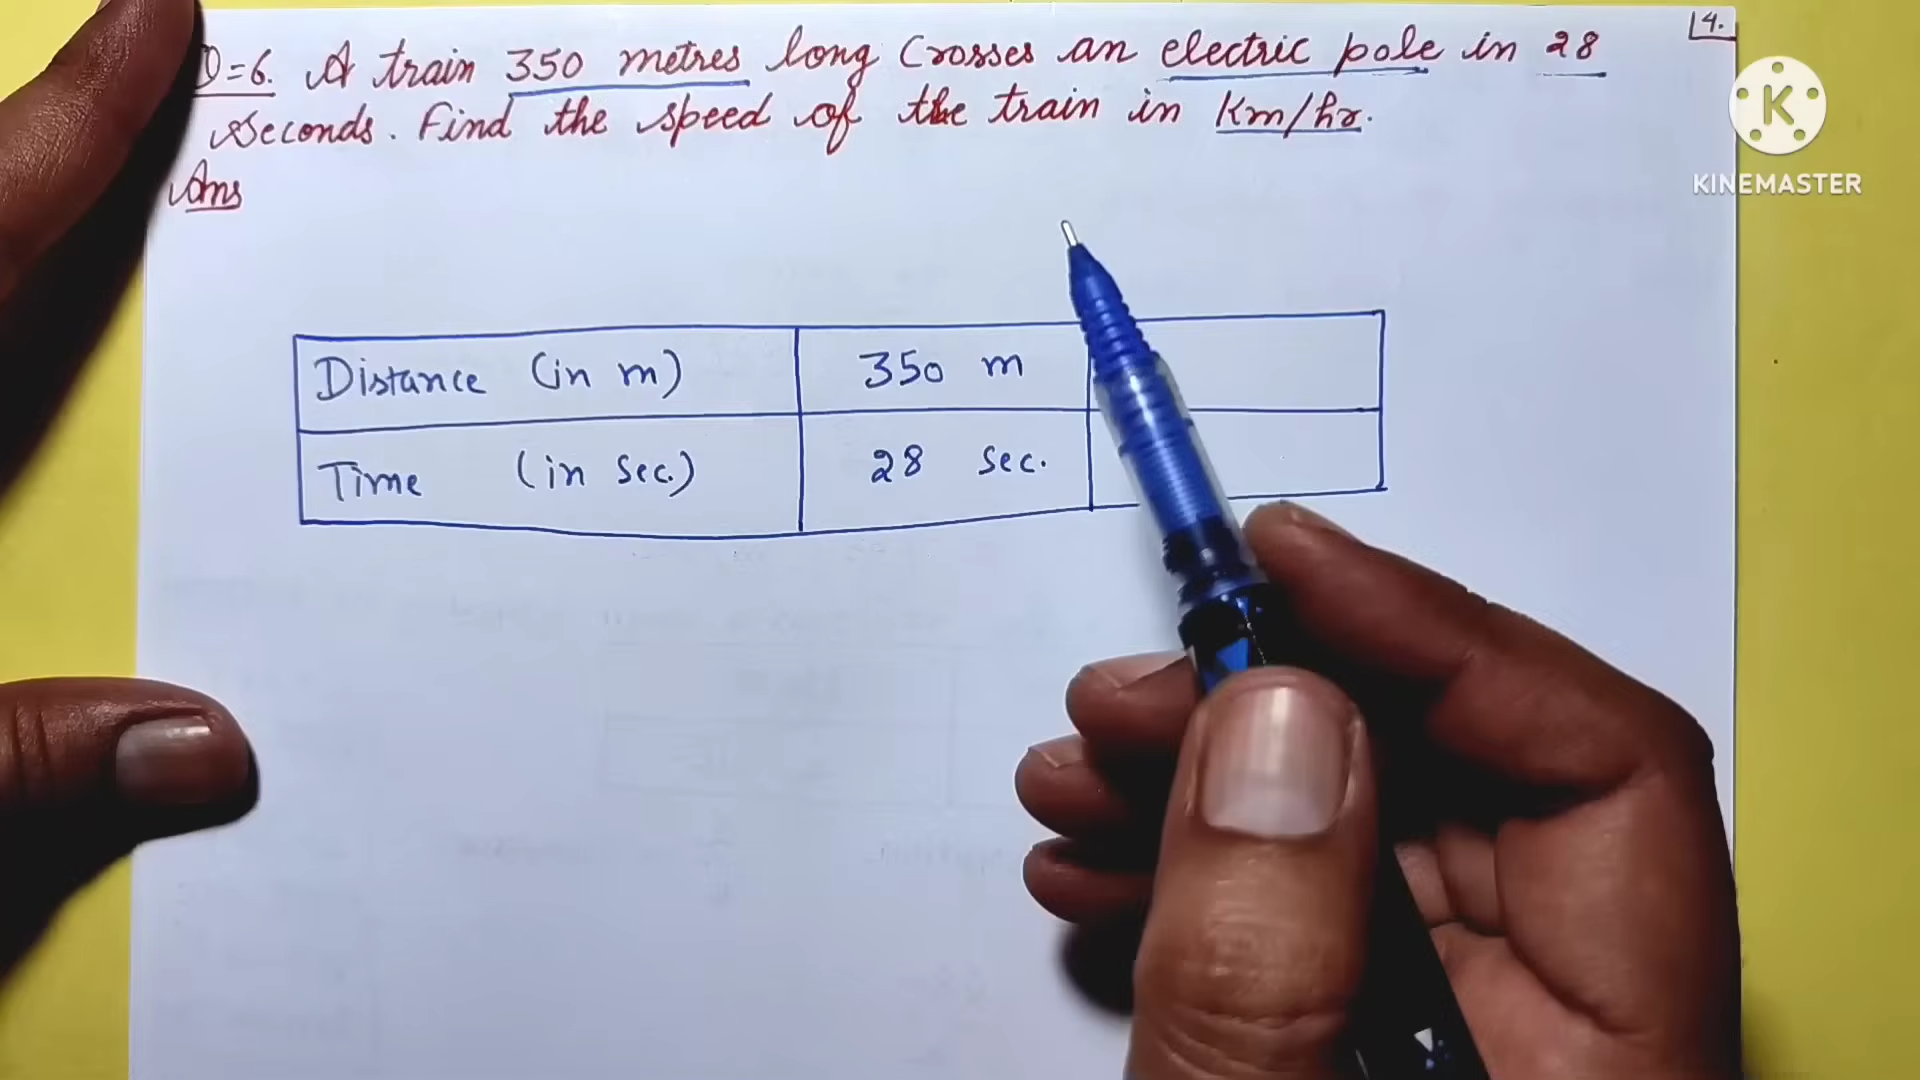 14.
Q=6. A train 350 metres long Crosses an electric pole in 28
seconds. Find the speed of the train in Km/hr.
Ans
K
KINEMASTER
Distance (in m) 350 m
Time (in Sec.) 28 Sec.